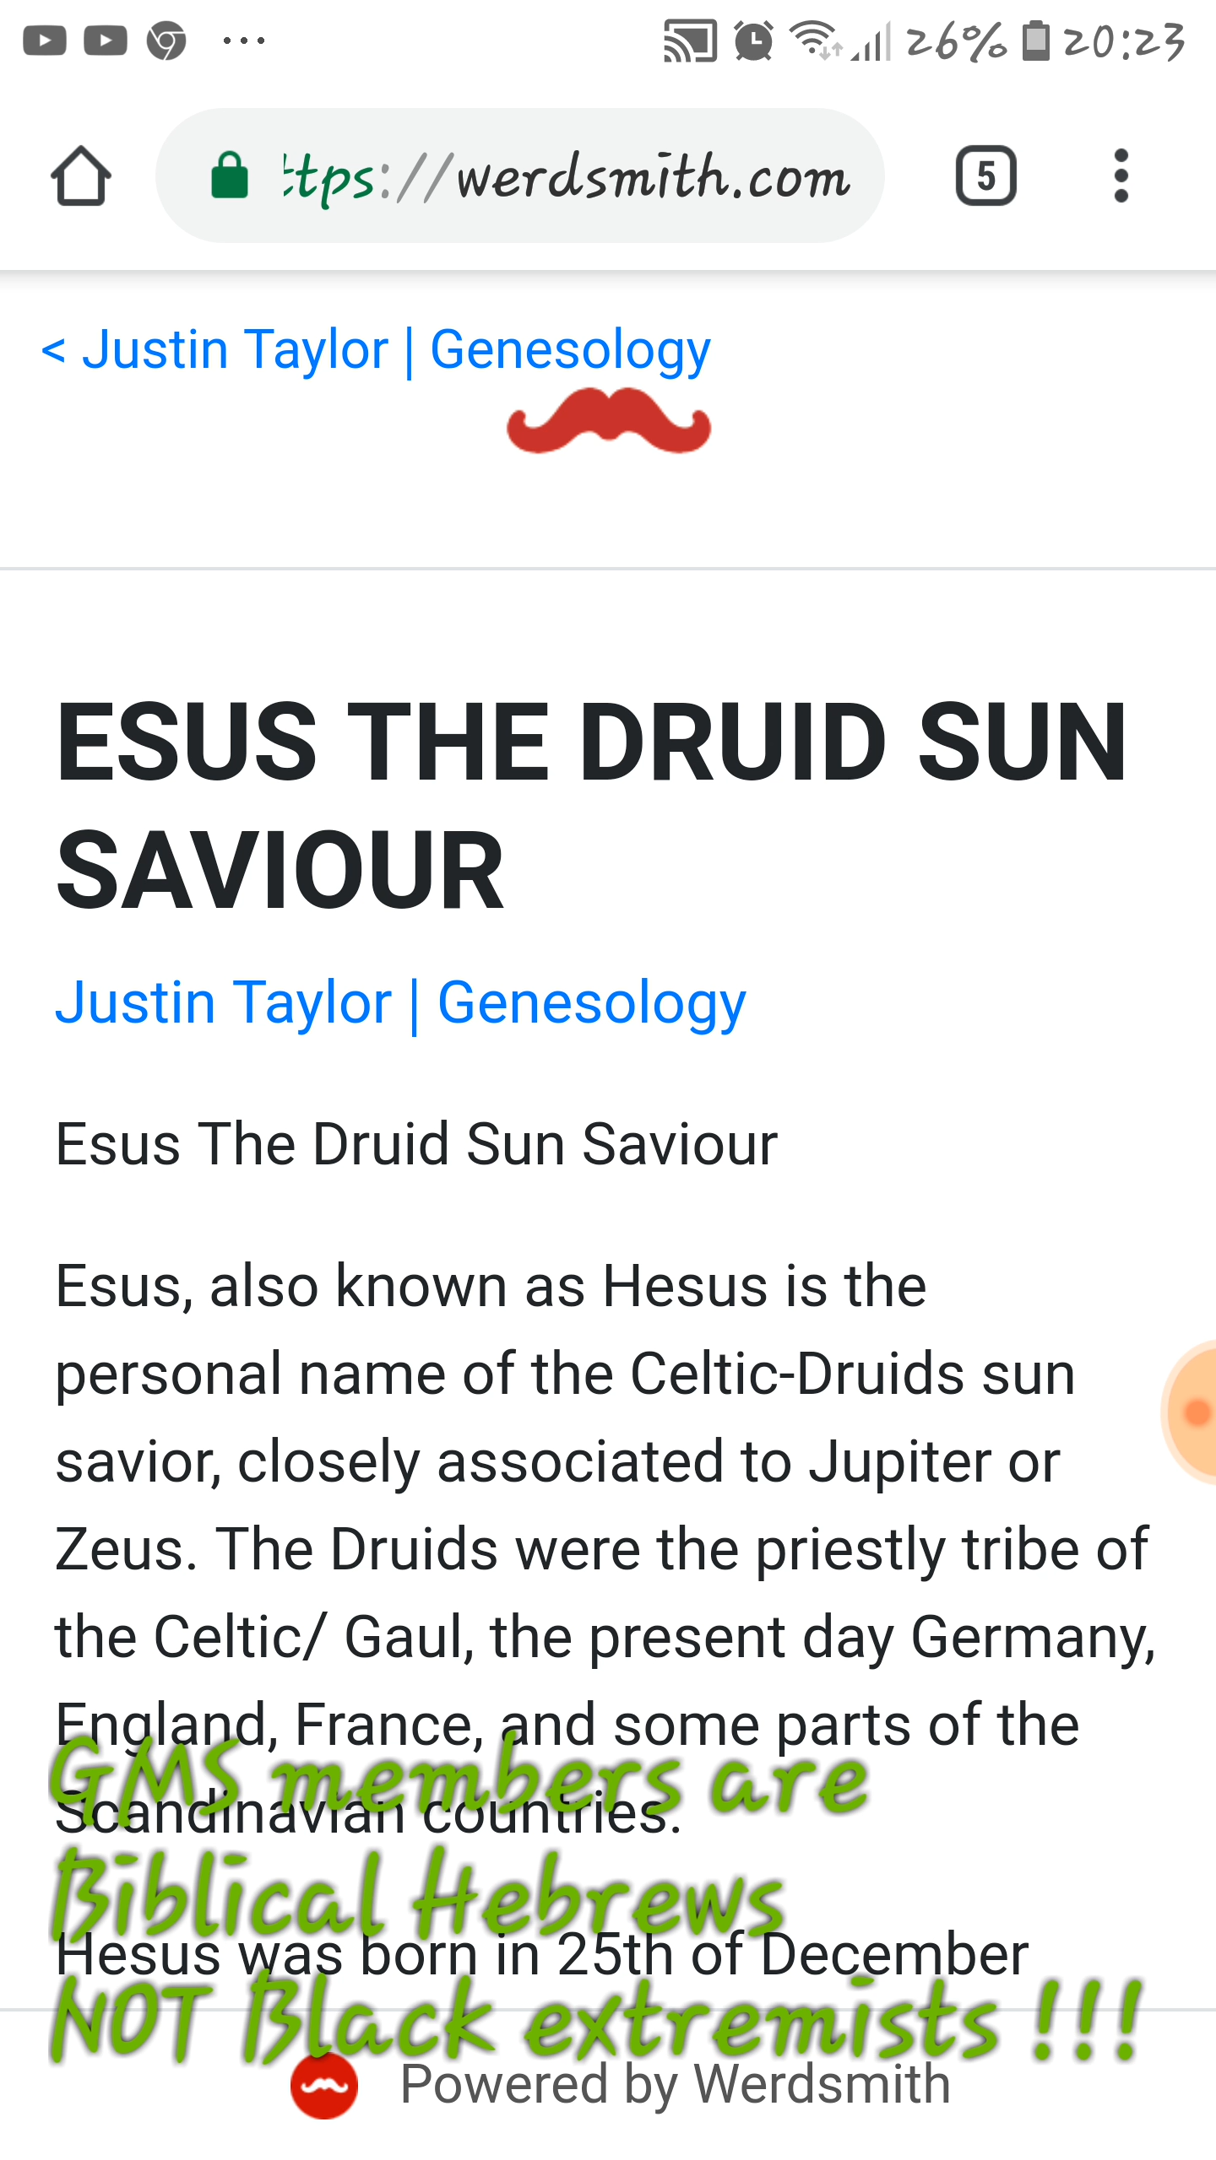 26% 20:23
ttps://werdsmith.com
5
< Justin Taylor | Genesology
ESUS THE DRUID SUN
SAVIOUR
Justin Taylor | Genesology
Esus The Druid Sun Saviour
Esus, also known as Hesus is the
personal name of the Celtic-Druids sun
savior, closely associated to Jupiter or
Zeus. The Druids were the priestly tribe of
the Celtic/ Gaul, the present day Germany,
England, France, and some parts of the
GMS members are
Scandinavian countries.
Biblical Hebrews
Hesus was born in 25th of December
NOT Black extremists !!!
Powered by Werdsmith